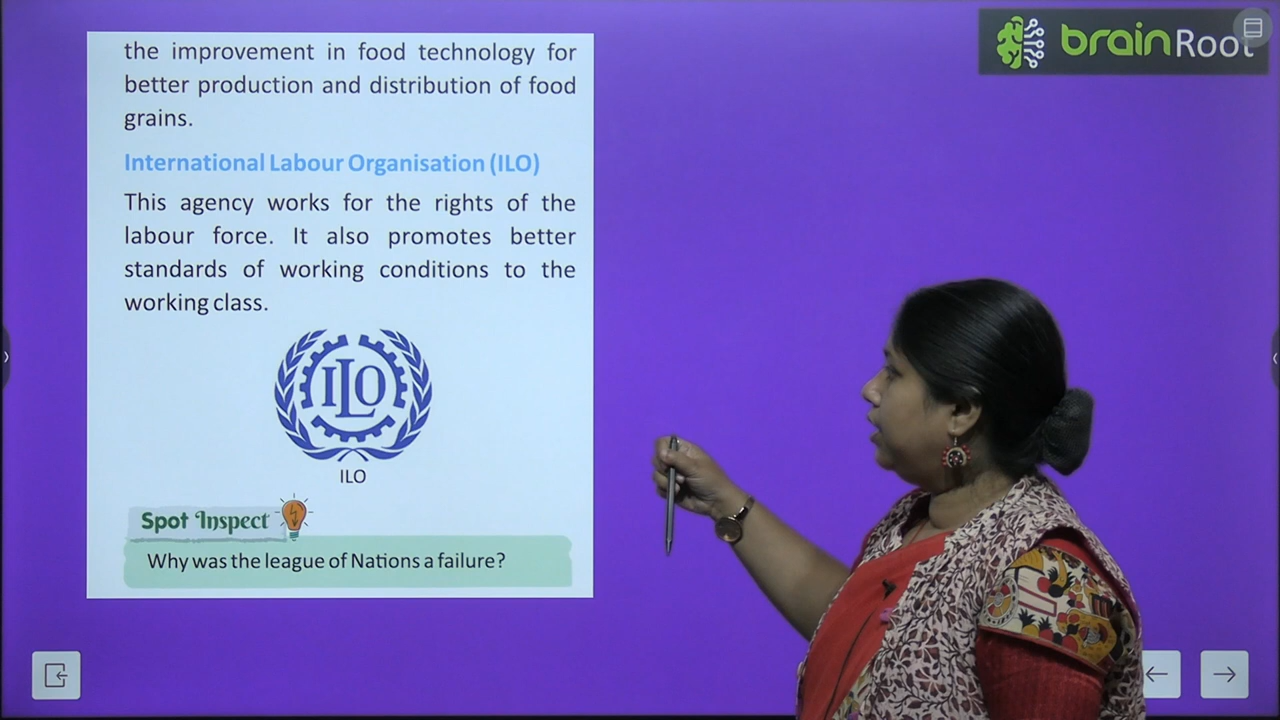 brainRoot
the improvement in food technology for
better production and distribution of food
grains.
International Labour Organisation (ILO)
This agency works for the rights of the
labour force. It also promotes better
standards of working conditions to the
working class.
ILO
ILO
Spot Inspect
Why was the league of Nations a failure?